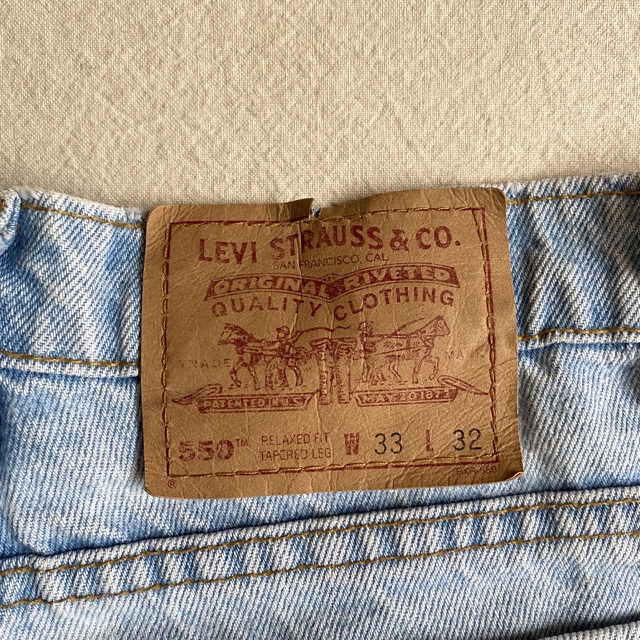 LEVI STRAUSS & CO.
SAN FRANCISCO, CAL.
ORIGINAL RIVETED
QUALITY CLOTHING
TRADE MARK
PATENTED IN U.S. MAY 20 1873
550™ RELAXED FIT W 33 L 32
TAPERED LEG
®